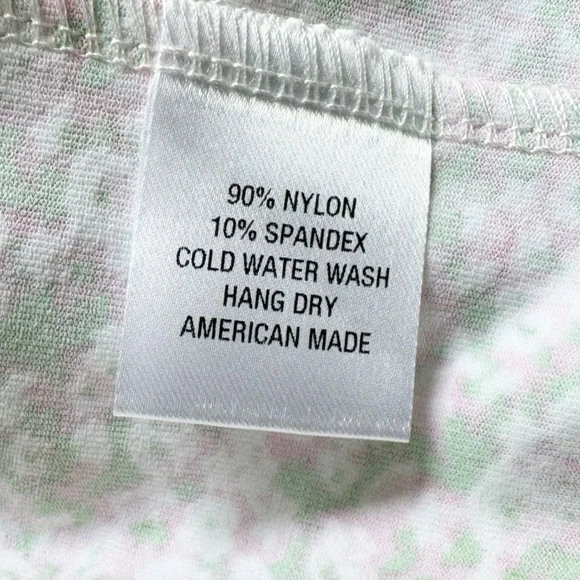 90% NYLON
10% SPANDEX
COLD WATER WASH
HANG DRY
AMERICAN MADE